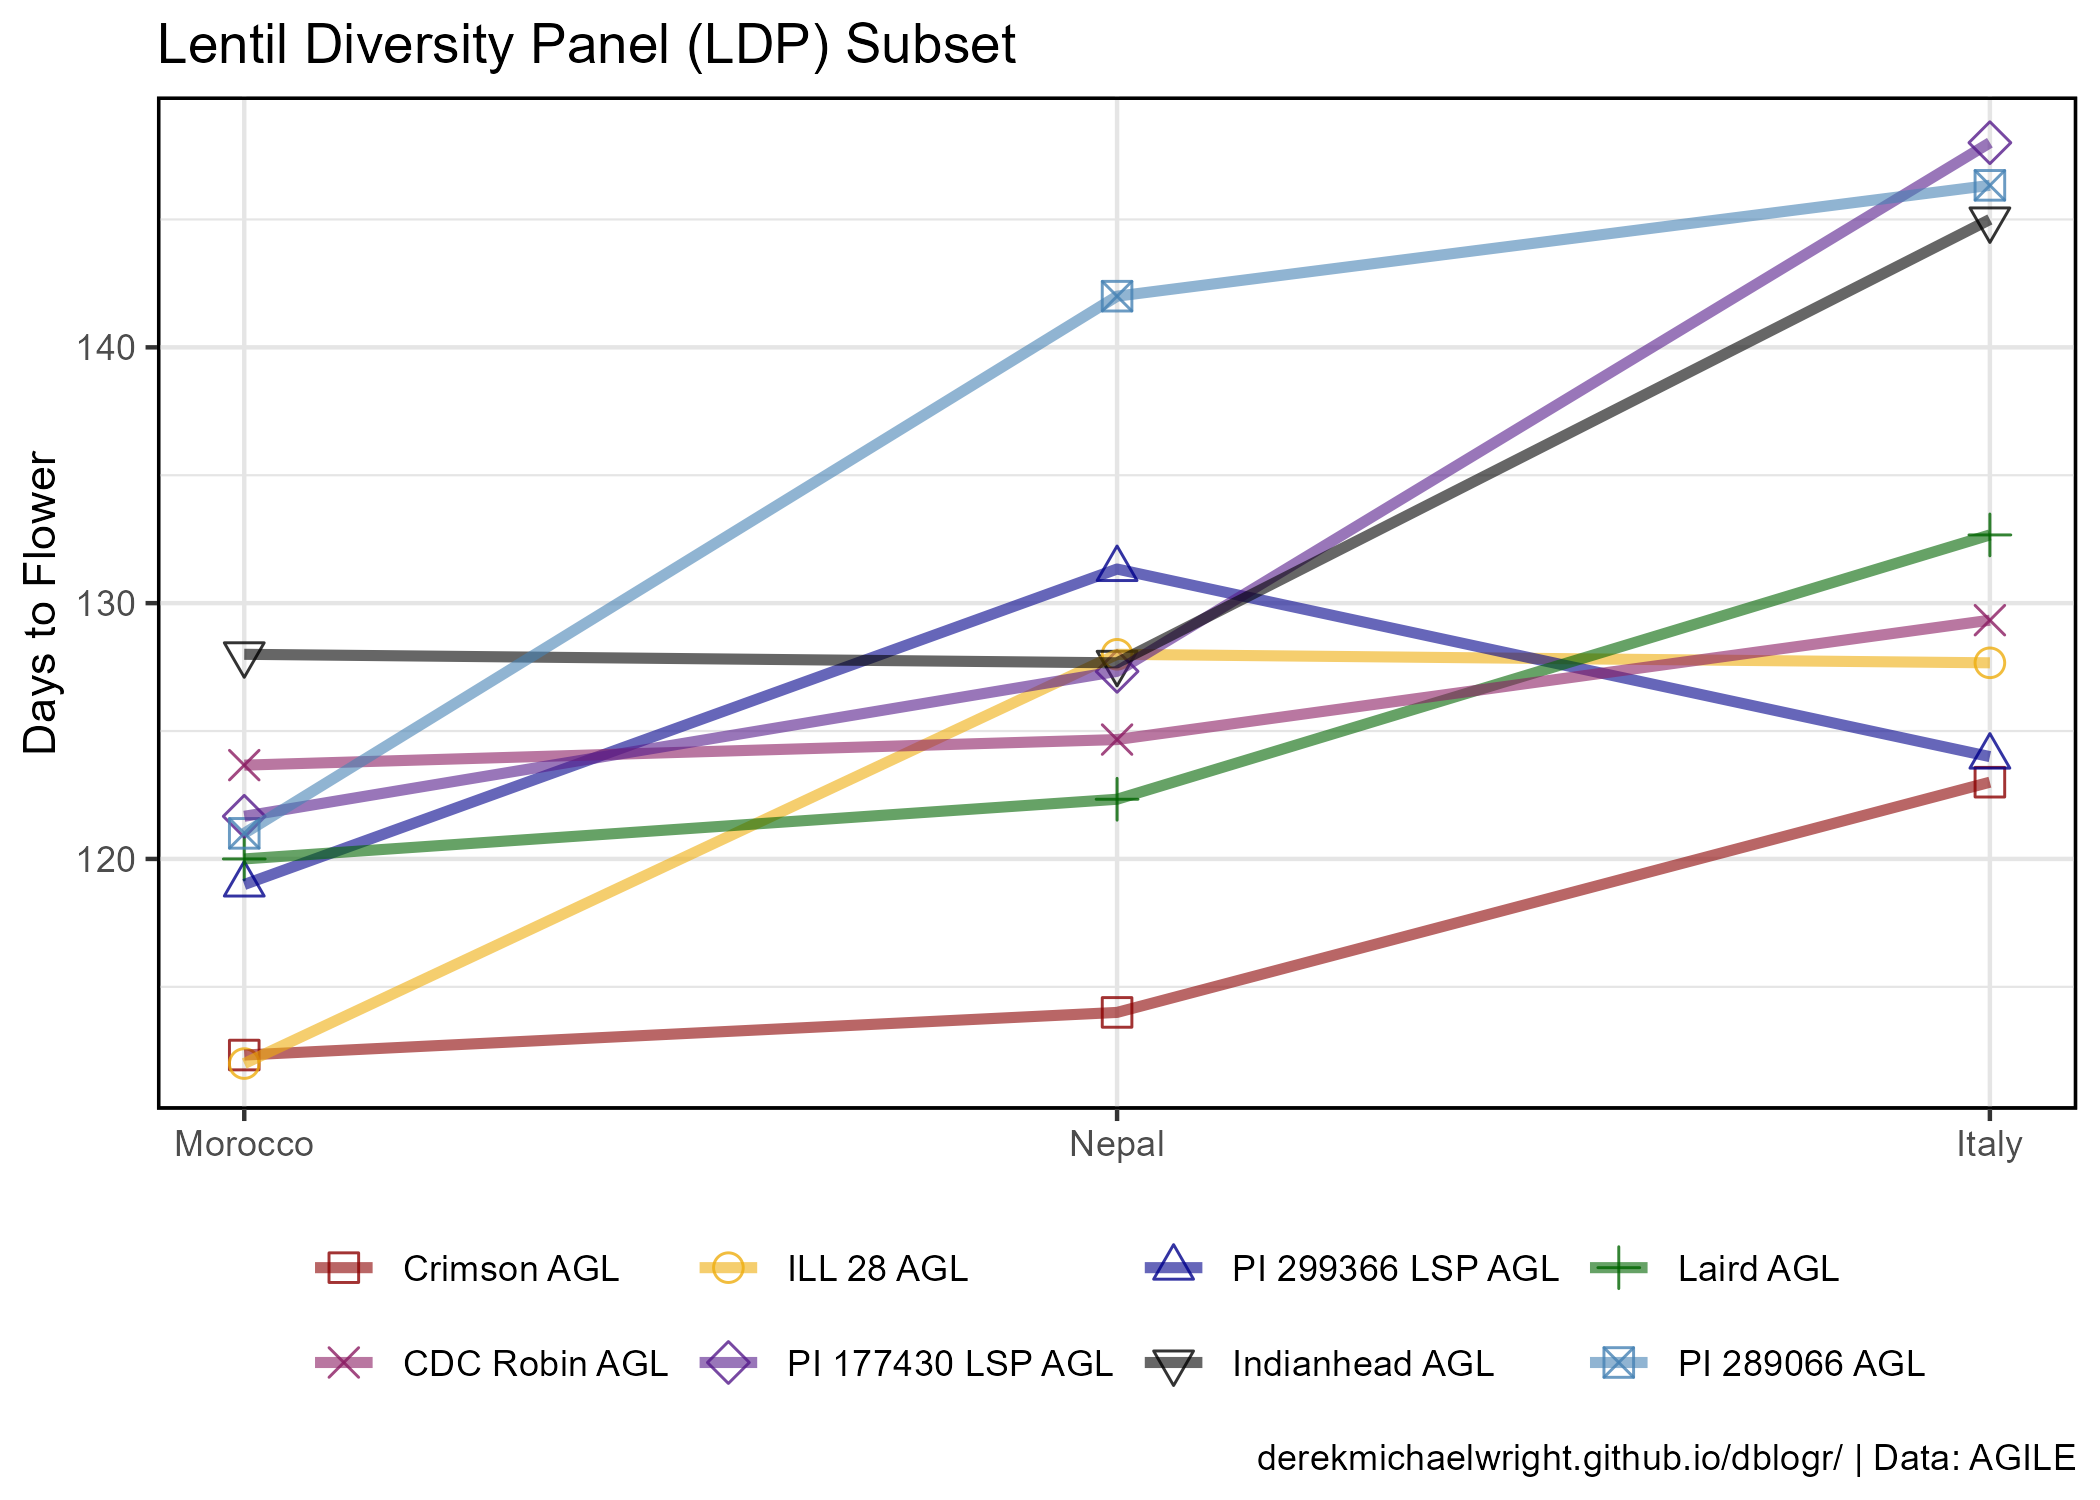 Lentil Diversity Panel (LDP) Subset
Days to Flower
140
130
120
Morocco Nepal Italy
Crimson AGL ILL 28 AGL PI 299366 LSP AGL Laird AGL
CDC Robin AGL PI 177430 LSP AGL Indianhead AGL PI 289066 AGL
derekmichaelwright.github.io/dblogr/ | Data: AGILE